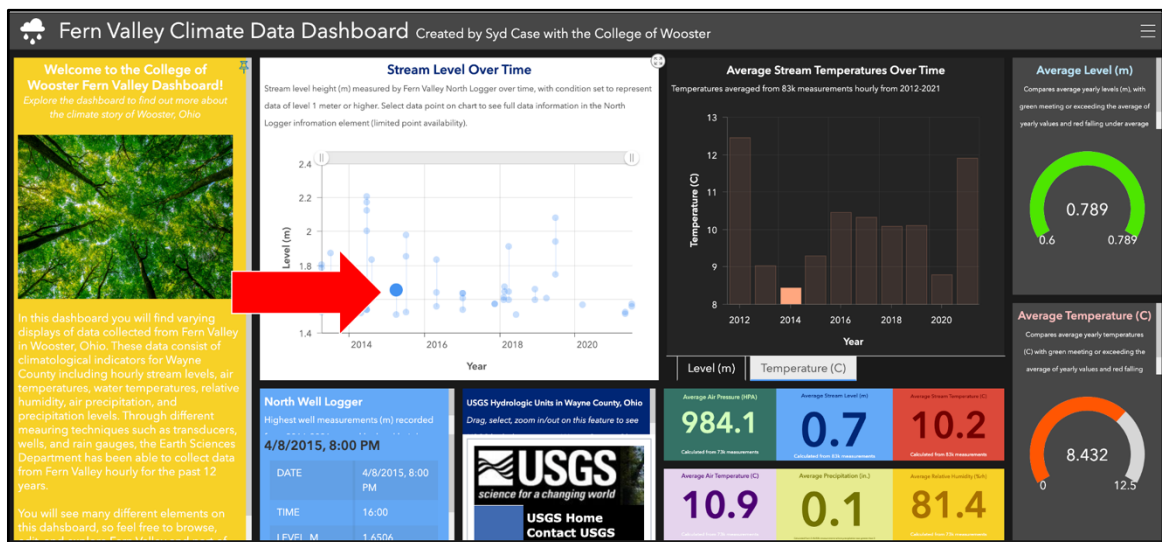 Fern Valley Climate Data Dashboard Created by Syd Case with the College of Wooster
Welcome to the College of
Wooster Fern Valley Dashboard!
Explore the dashboard to find out more about
the climate story of Wooster, Ohio
In this dashboard you will find varying
displays of data collected from Fern Valley
in Wooster, Ohio. These data consist of
climatological indicators for Wayne
County including hourly stream levels, air
temperatures, water temperatures, relative
humidity, air precipitation, and
precipitation levels. Through different
measuring techniques such as transducers,
wells, and rain gauges, the Earth Sciences
Department has been able to collect data
from Fern Valley hourly for the past 12
years.
You will see many different elements on
this dahsboard, so feel free to browse,
Stream Level Over Time
Stream level height (m) measured by Fern Valley North Logger over time, with condition set to represent
data of level 1 meter or higher. Select data point on chart to see full data information in the North
Logger infromation element (limited point availability).
2.4
2.2
2
1.8
1.4
Level (m)
2014
2016
2018
2020
Year
Average Stream Temperatures Over Time
Temperatures averaged from 83k measurements hourly from 2012-2021
13
12
11
10
9
8
Temperature (C)
2012
2014
2016
2018
2020
Year
Level (m)
Temperature (C)
Average Level (m)
Compares average yearly levels (m), with
green meeting or exceeding the average of
yearly values and red falling under average
0.789
0.6
0.789
Average Temperature (C)
Compares average yearly temperatures
(C) with green meeting or exceeding the
average of yearly values and red falling
8.432
0
12.5
North Well Logger
Highest well measurements (m) recorded
4/8/2015, 8:00 PM
DATE
4/8/2015, 8:00
PM
TIME
16:00
LEVEL_M
1.6506
USGS Hydrologic Units in Wayne County, Ohio
Drag, select, zoom in/out on this feature to see
USGS
science for a changing world
USGS Home
Contact USGS
Average Air Pressure (HPA)
984.1
Calculated from 73k measurements
Average Stream Level (m)
0.7
Calculated from 83k measurements
Average Stream Temperature (C)
10.2
Calculated from 83k measurements
Average Air Temperature (C)
10.9
Average Precipitation (in.)
0.1
Average Relative Humidity (%)
81.4